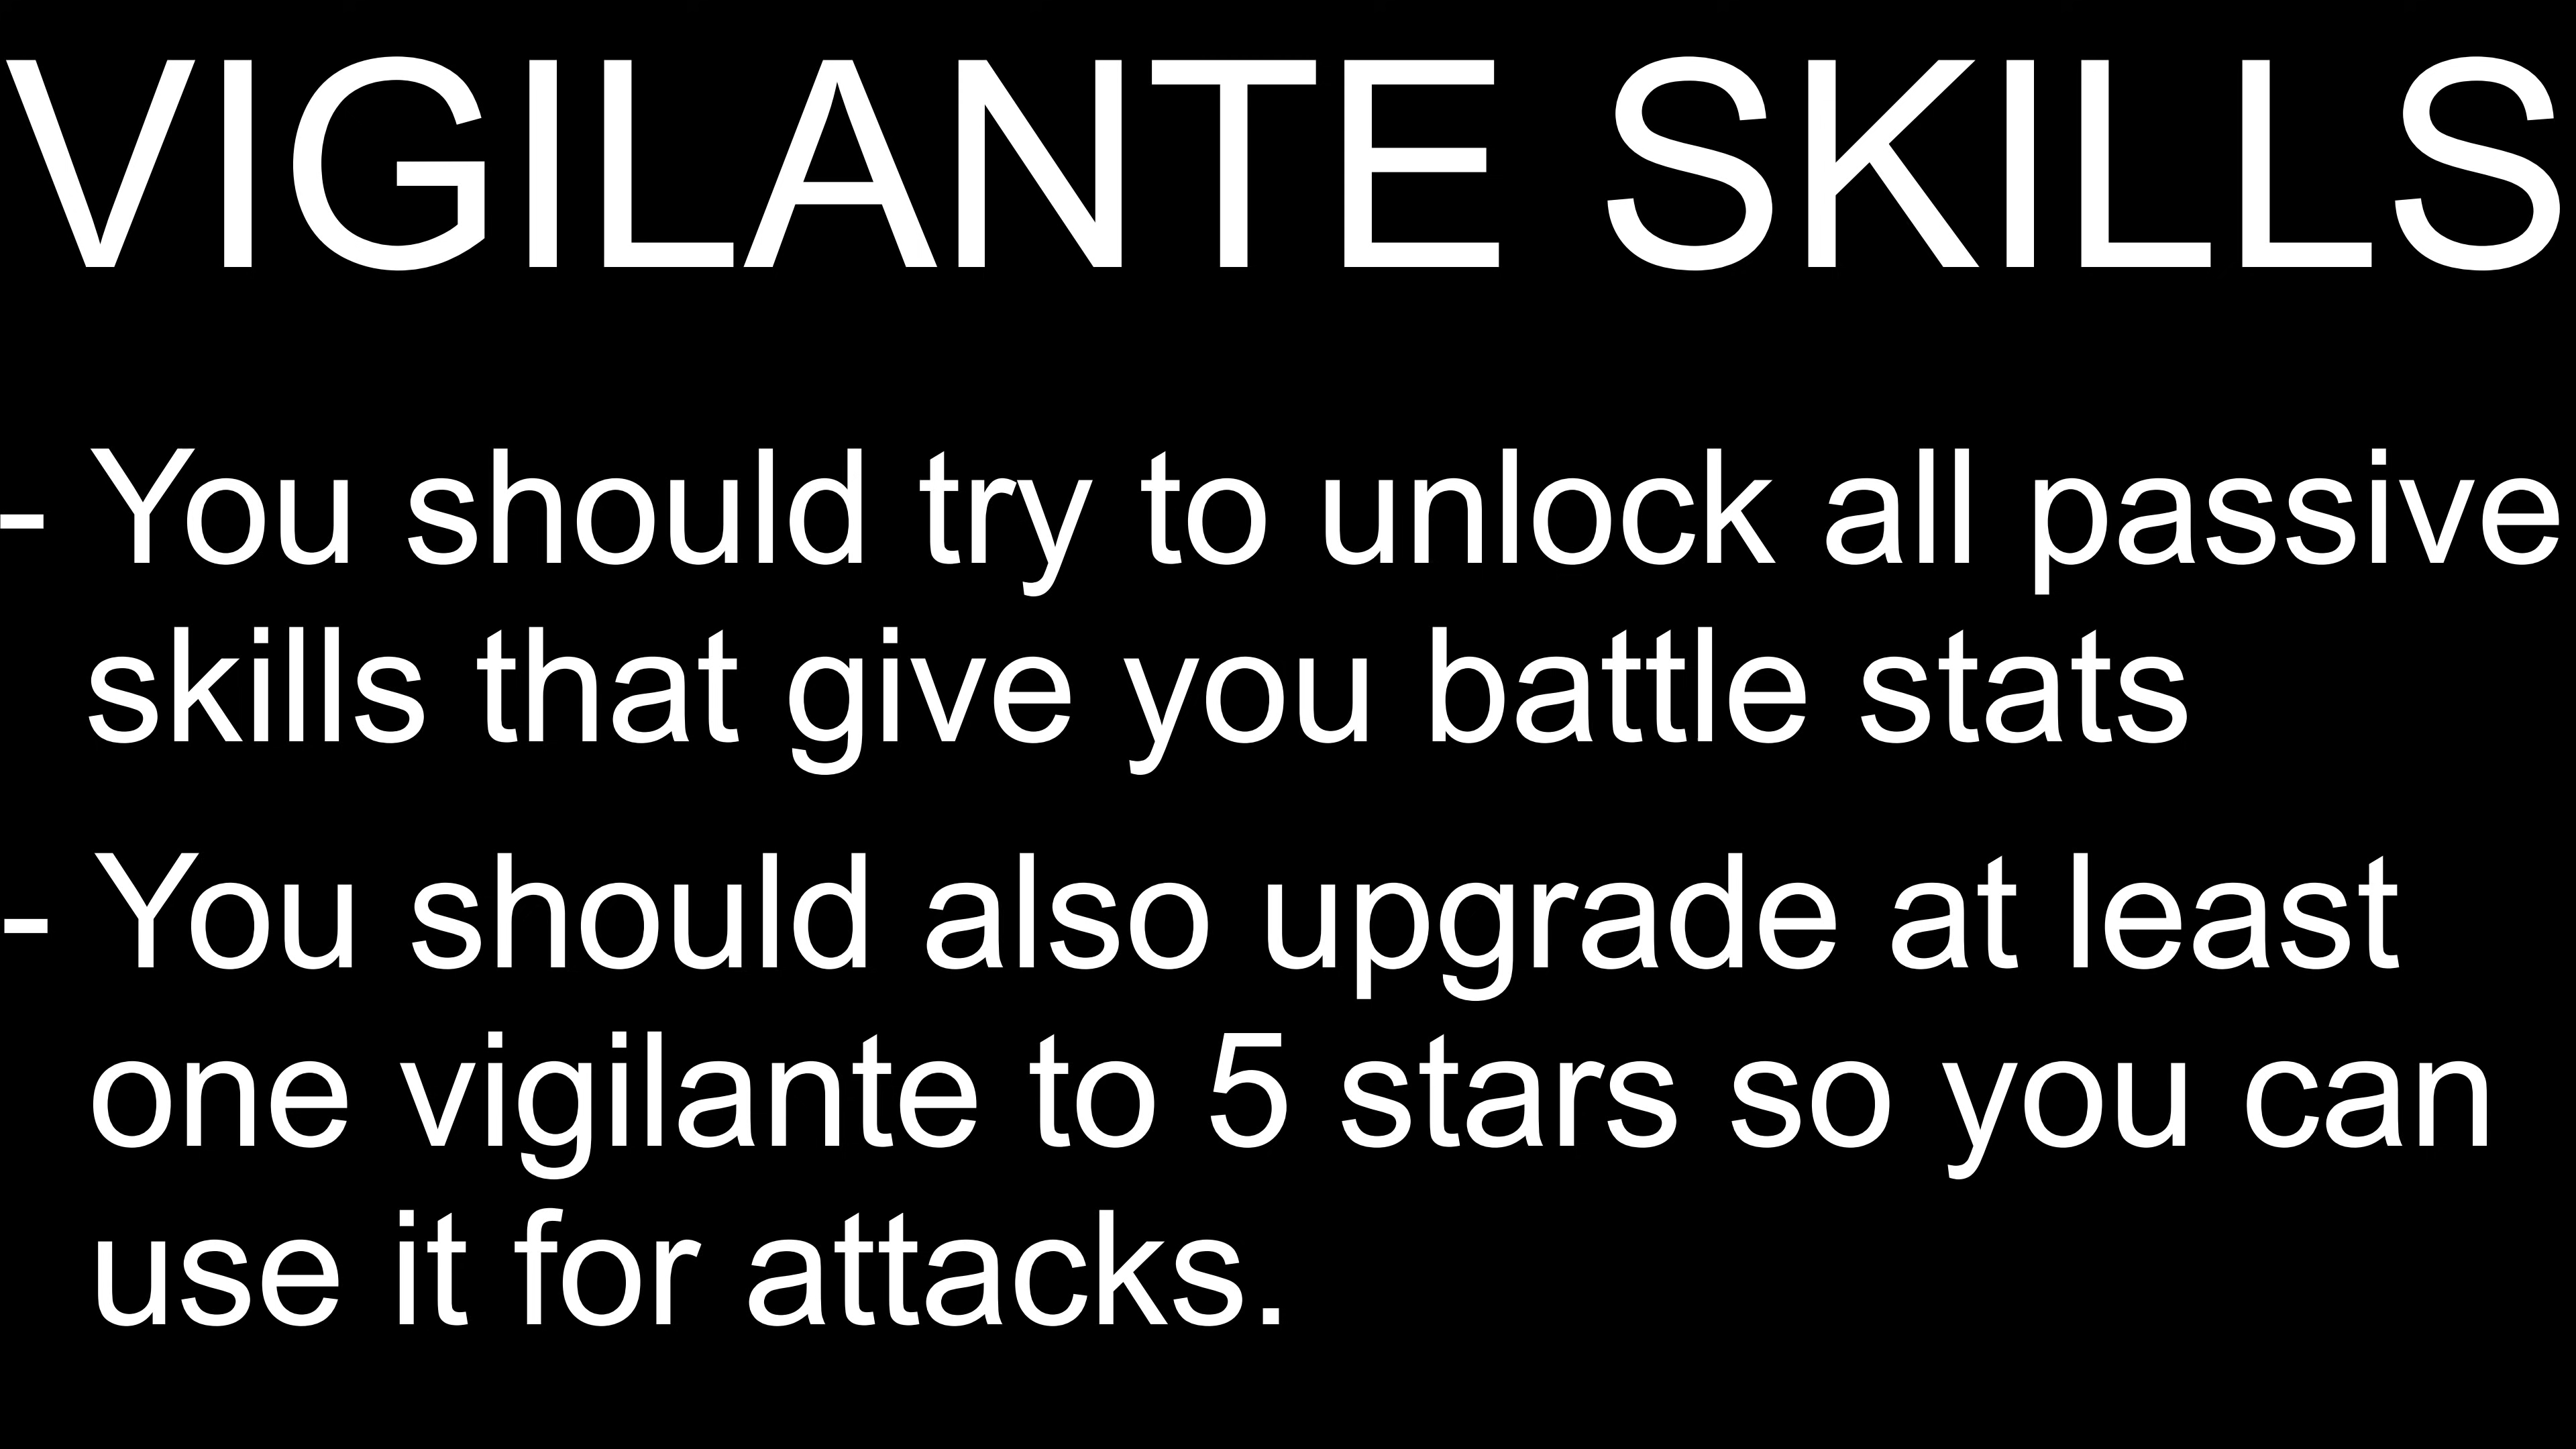 VIGILANTE SKILLS
- You should try to unlock all passive
skills that give you battle stats
- You should also upgrade at least
one vigilante to 5 stars so you can
use it for attacks.